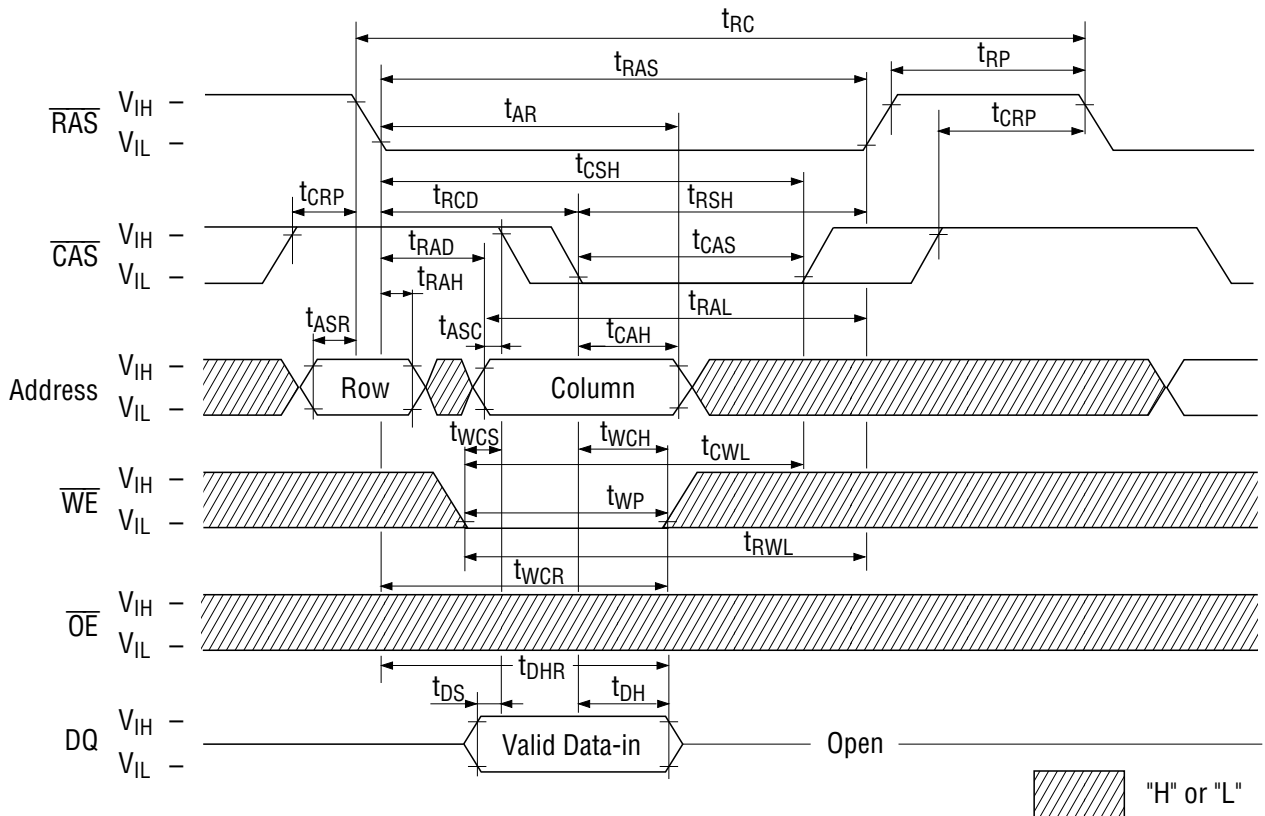 tRC
tRAS
tRP
RAS
VIH
VIL
tAR
tCRP
tCSH
tCRP
tRCD
tRSH
CAS
VIH
VIL
tRAD
tCAS
tRAH
tRAL
tASR
tASC
tCAH
Address
VIH
VIL
Row
Column
tWCS
tWCH
tCWL
WE
VIH
VIL
tWP
tRWL
tWCR
OE
VIH
VIL
tDHR
tDS
tDH
DQ
VIH
VIL
Valid Data-in
Open
"H" or "L"